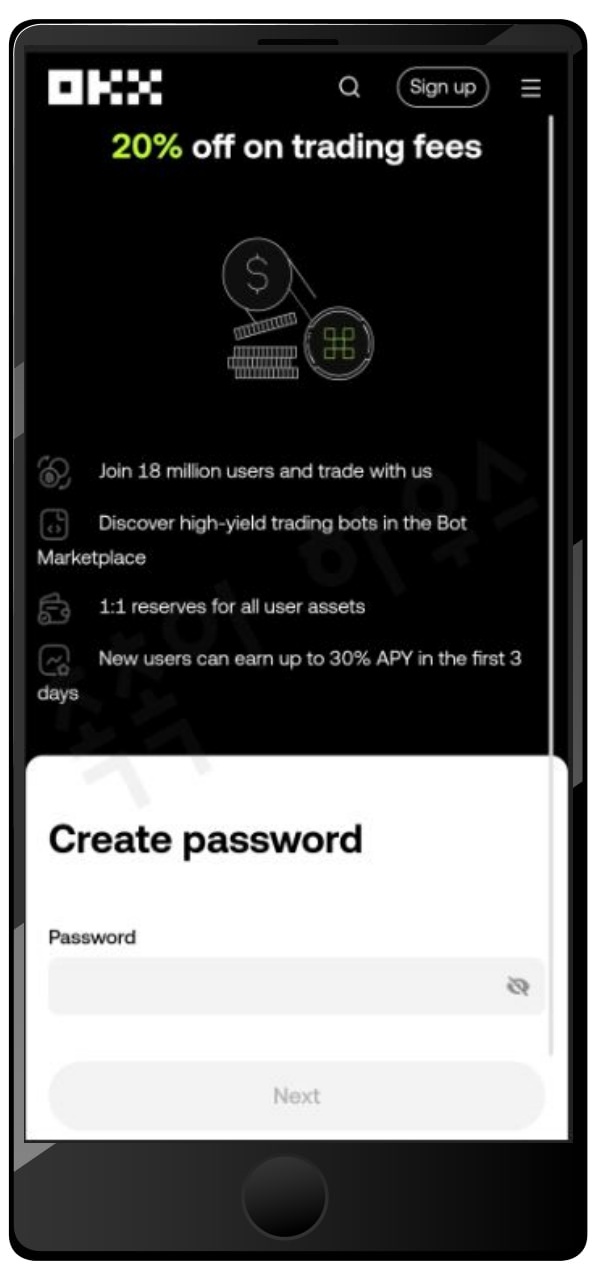 OKX
Sign up
20% off on trading fees
Join 18 million users and trade with us
Discover high-yield trading bots in the Bot
Marketplace
1:1 reserves for all user assets
New users can earn up to 30% APY in the first 3
days
Create password
Password
Next